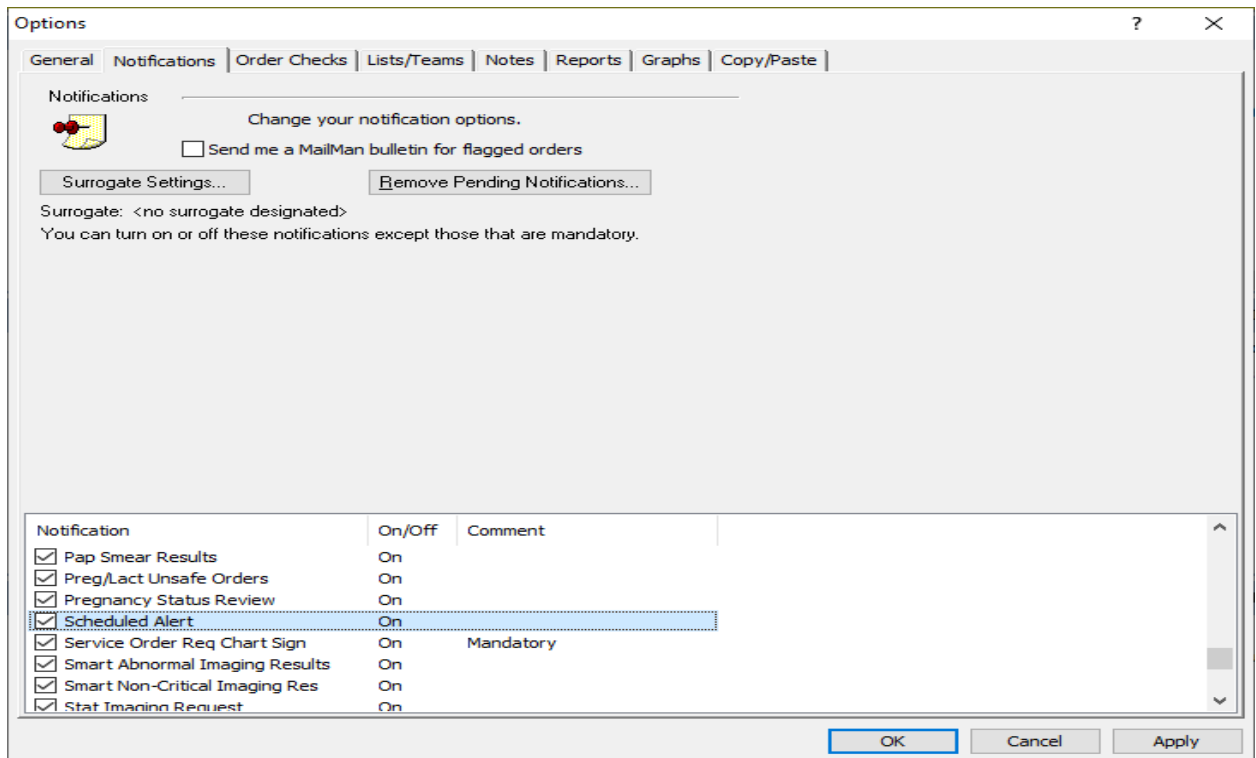 Options ?
General Notifications Order Checks Lists/Teams Notes Reports Graphs Copy/Paste
Notifications
Change your notification options.
Send me a MailMan bulletin for flagged orders
Surrogate Settings... Remove Pending Notifications...
Surrogate: <no surrogate designated>
You can turn on or off these notifications except those that are mandatory.
Notification On/Off Comment
Pap Smear Results On
Preg/Lact Unsafe Orders On
Pregnancy Status Review On
Scheduled Alert On
Service Order Req Chart Sign On Mandatory
Smart Abnormal Imaging Results On
Smart Non-Critical Imaging Res On
Stat Imaging Request On
OK Cancel Apply